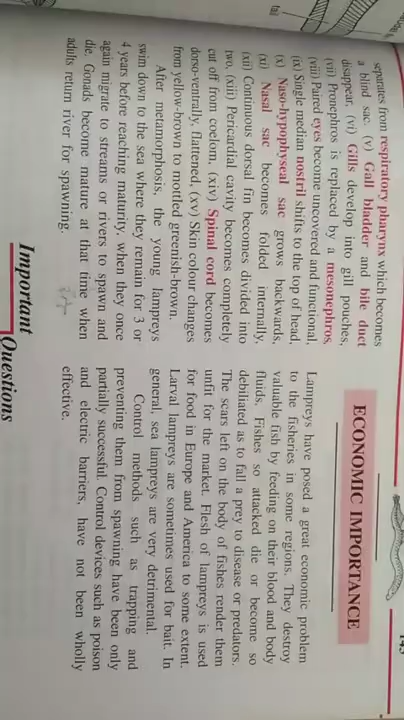 tail
separates from respiratory pharynx which becomes
a blind sac. (v) Gall bladder and bile duct
disappear, (vi) Gills develop into gill pouches,
(vii) Pronephros is replaced by a mesonephros,
(viii) Paired eyes become uncovered and functional,
(ix) Single median nostril shifts to the top of head,
(x) Naso-hypophyseal sac grows backwards,
(xi) Nasal sac becomes folded internally,
(xii) Continuous dorsal fin becomes divided into
two, (xiii) Pericardial cavity becomes completely
cut off from coelom, (xiv) Spinal cord becomes
dorso-ventrally, flattened, (xv) Skin colour changes
from yellow-brown to mottled greenish-brown.
After metamorphosis, the young lampreys
swim down to the sea where they remain for 3 or
4 years before reaching maturity, when they once
again migrate to streams or rivers to spawn and
die. Gonads become mature at that time when
adults return river for spawning.
ECONOMIC IMPORTANCE
Lampreys have posed a great economic problem
to the fisheries in some regions. They destroy
valuable fish by feeding on their blood and body
fluids. Fishes so attacked die or become so
debiliated as to fall a prey to disease or predators.
The scars left on the body of fishes render them
unfit for the market. Flesh of lampreys is used
for food in Europe and America to some extent.
Larval lampreys are sometimes used for bait. In
general, sea lampreys are very detrimental.
Control methods such as trapping and
preventing them from spawning have been only
partially successful. Control devices such as poison
and electric barriers, have not been wholly
effective.
Important
Questions